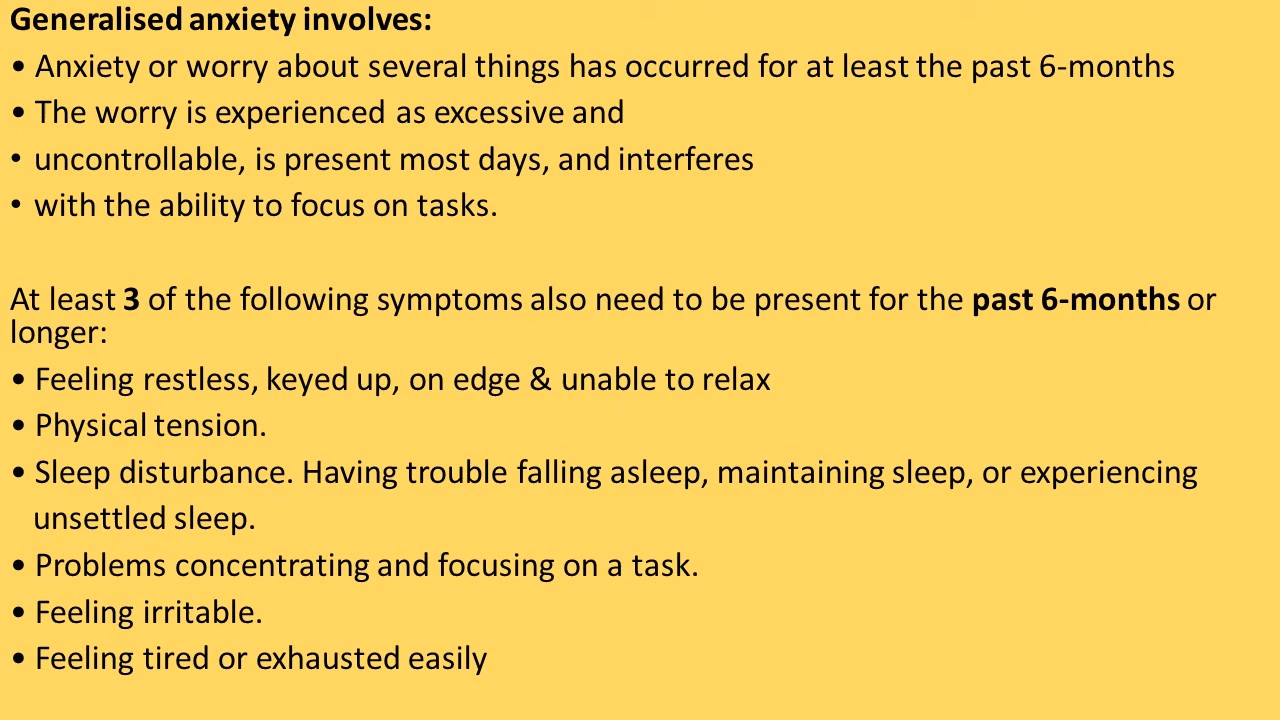 Generalised anxiety involves:
• Anxiety or worry about several things has occurred for at least the past 6-months
• The worry is experienced as excessive and
• uncontrollable, is present most days, and interferes
• with the ability to focus on tasks.
At least 3 of the following symptoms also need to be present for the past 6-months or
longer:
• Feeling restless, keyed up, on edge & unable to relax
• Physical tension.
• Sleep disturbance. Having trouble falling asleep, maintaining sleep, or experiencing
unsettled sleep.
• Problems concentrating and focusing on a task.
• Feeling irritable.
• Feeling tired or exhausted easily